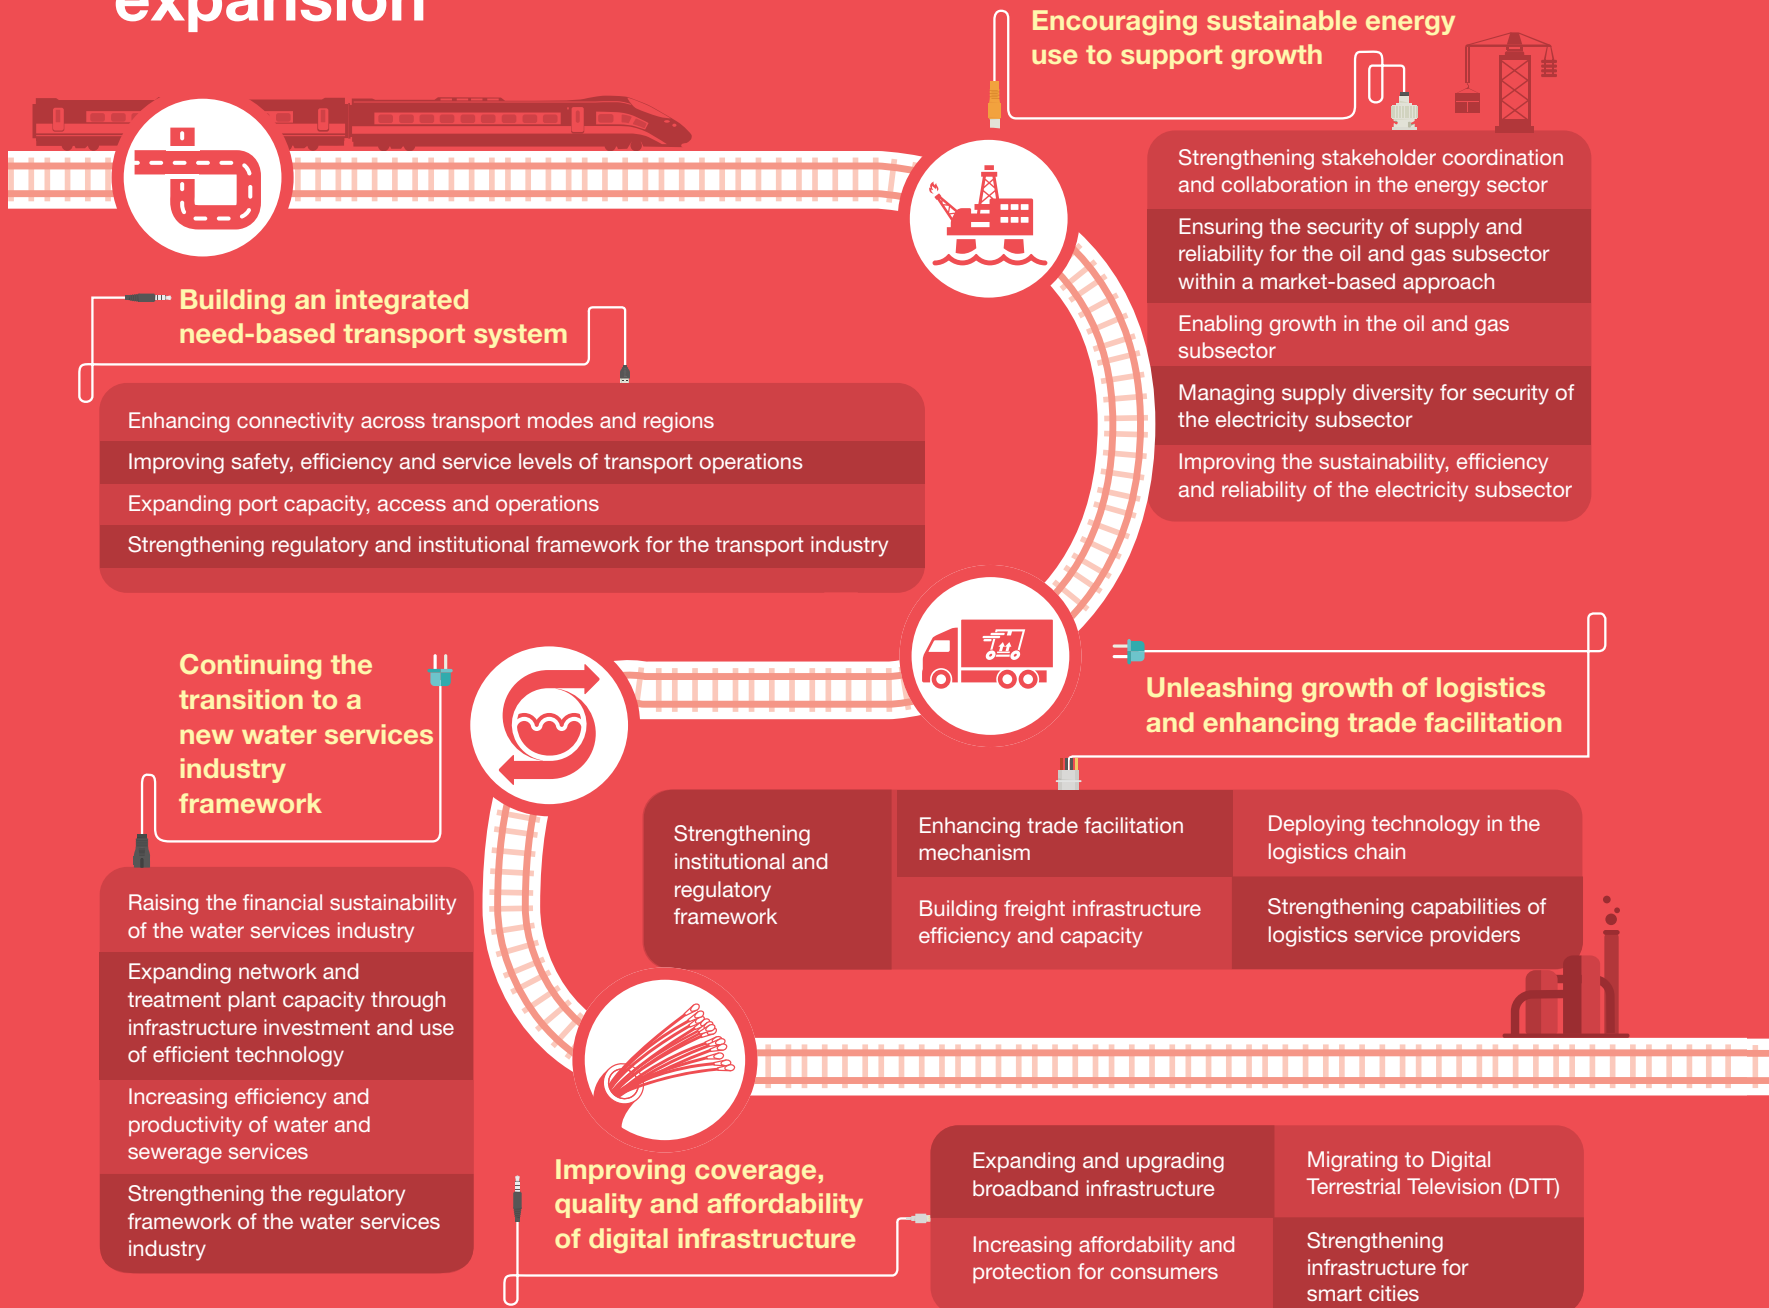 expansion
Encouraging sustainable energy
use to support growth
Strengthening stakeholder coordination
and collaboration in the energy sector
Ensuring the security of supply and
reliability for the oil and gas subsector
within a market-based approach
Enabling growth in the oil and gas
subsector
Managing supply diversity for security of
the electricity subsector
Improving the sustainability, efficiency
and reliability of the electricity subsector
Building an integrated
need-based transport system
Enhancing connectivity across transport modes and regions
Improving safety, efficiency and service levels of transport operations
Expanding port capacity, access and operations
Strengthening regulatory and institutional framework for the transport industry
Unleashing growth of logistics
and enhancing trade facilitation
Strengthening
institutional and
regulatory
framework
Enhancing trade facilitation
mechanism
Building freight infrastructure
efficiency and capacity
Deploying technology in the
logistics chain
Strengthening capabilities of
logistics service providers
Continuing the
transition to a
new water services
industry
framework
Raising the financial sustainability
of the water services industry
Expanding network and
treatment plant capacity through
infrastructure investment and use
of efficient technology
Increasing efficiency and
productivity of water and
sewerage services
Strengthening the regulatory
framework of the water services
industry
Improving coverage,
quality and affordability
of digital infrastructure
Expanding and upgrading
broadband infrastructure
Increasing affordability and
protection for consumers
Migrating to Digital
Terrestrial Television (DTT)
Strengthening
infrastructure for
smart cities